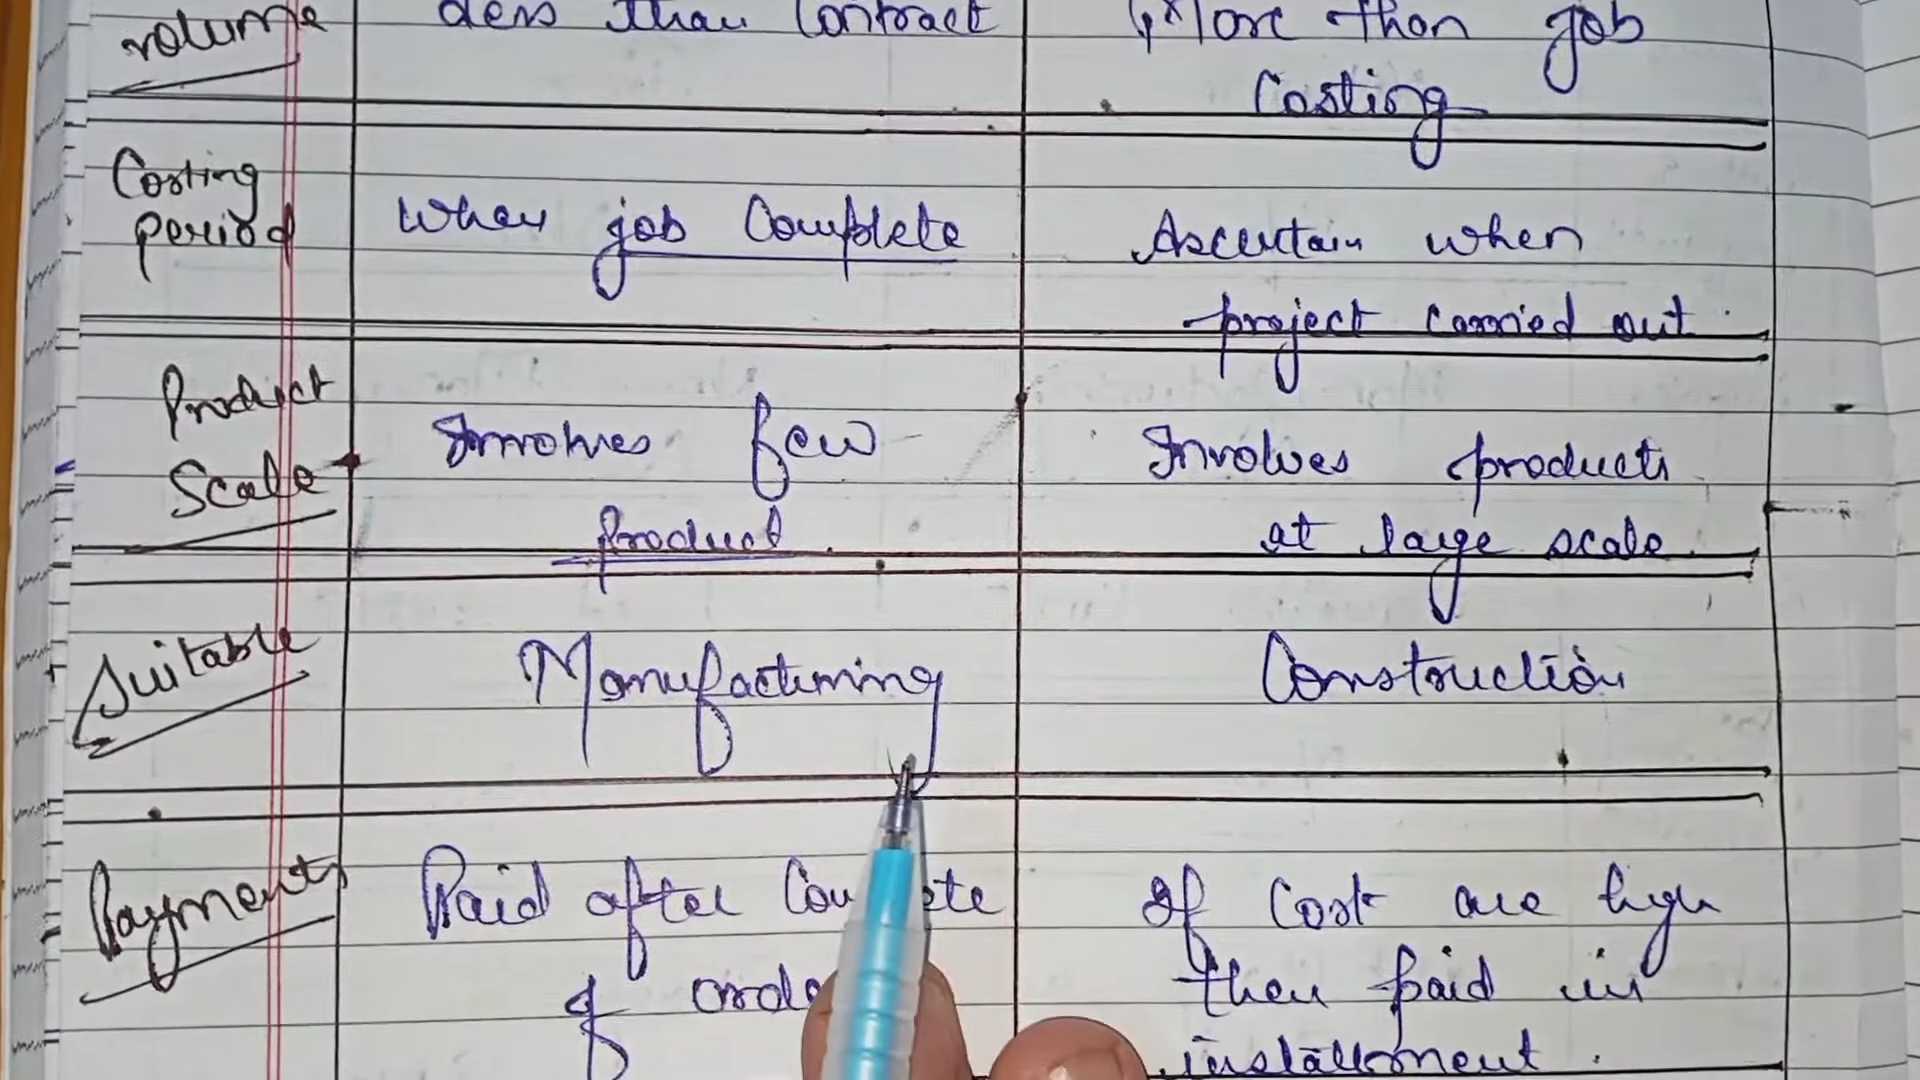 volume
Less than Contract
More than job
Costing
Costing
period
When job Complete
Ascertain when
project carried out
Product
Scale
Involves few
product.
Involves products
at large scale.
Suitable
Manufacturing
Construction
Payments
Paid after
of
If Cost are high
then paid in
installment.